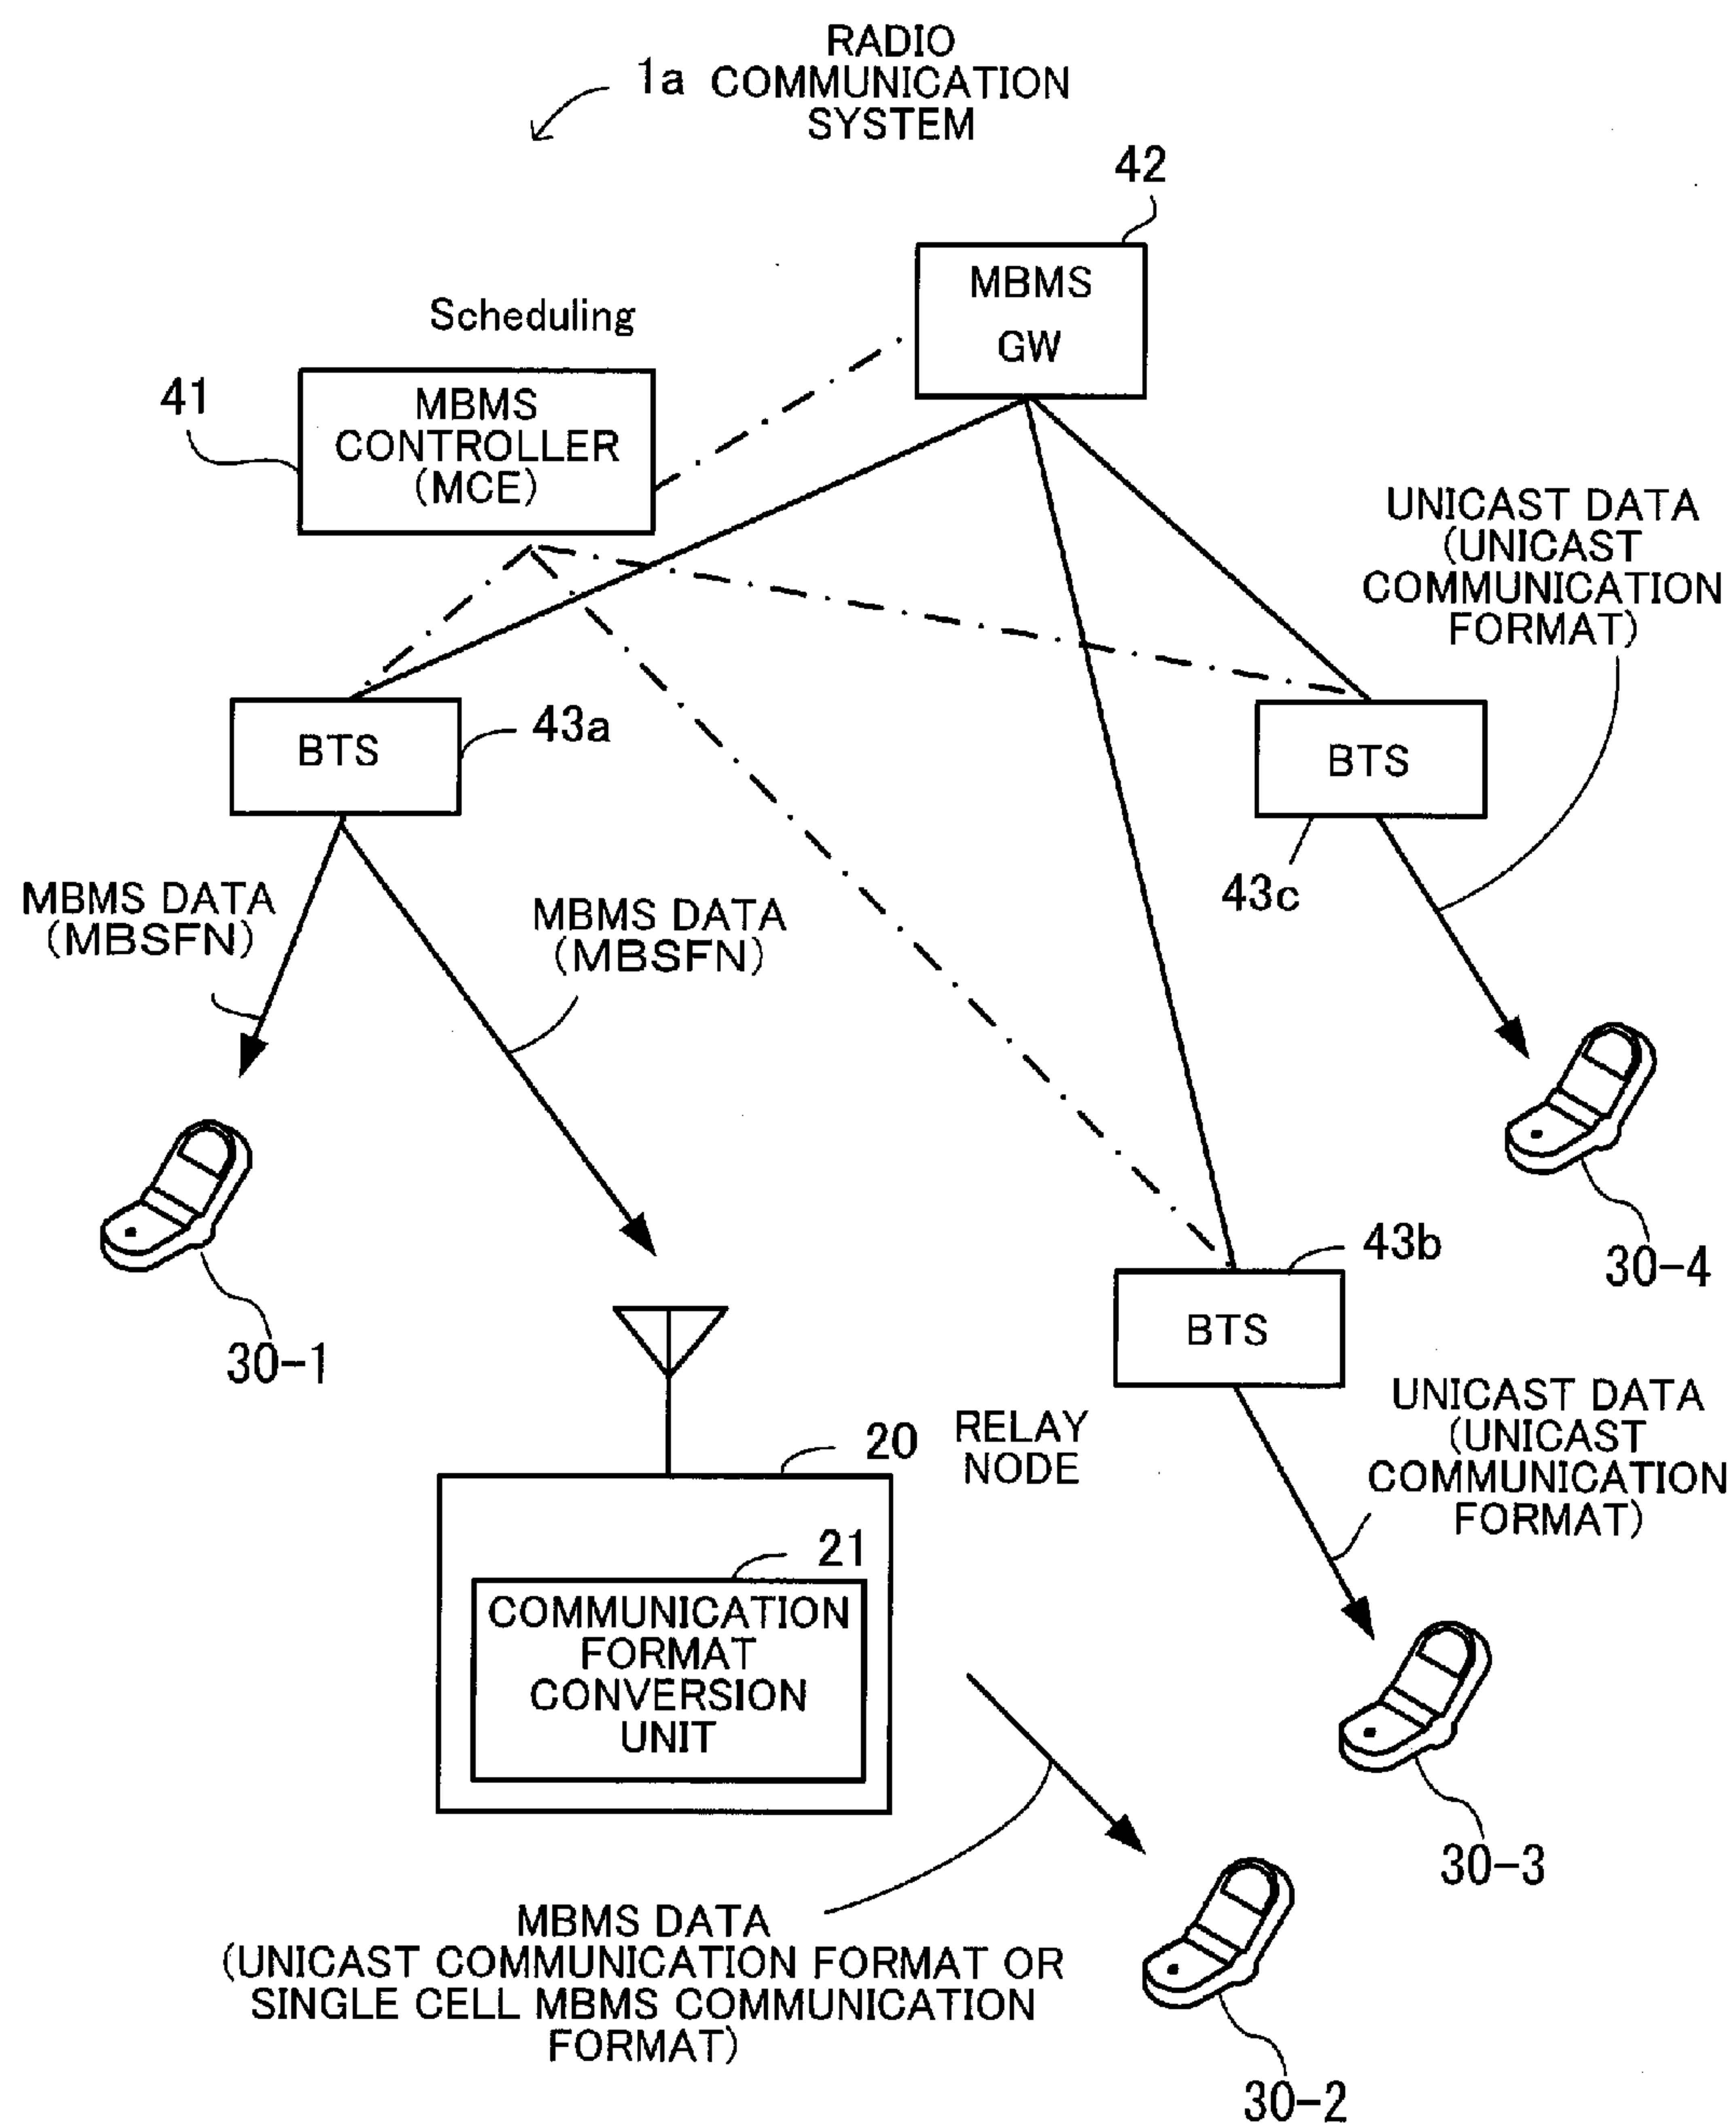 RADIO
1a COMMUNICATION
SYSTEM
42
MBMS
GW
Scheduling
41
MBMS
CONTROLLER
(MCE)
UNICAST DATA
(UNICAST
COMMUNICATION
FORMAT)
BTS
43a
BTS
43c
MBMS DATA
(MBSFN)
MBMS DATA
(MBSFN)
30-1
30-4
43b
BTS
20
RELAY
NODE
UNICAST DATA
(UNICAST
COMMUNICATION
FORMAT)
21
COMMUNICATION
FORMAT
CONVERSION
UNIT
30-3
MBMS DATA
(UNICAST COMMUNICATION FORMAT OR
SINGLE CELL MBMS COMMUNICATION
FORMAT)
30-2